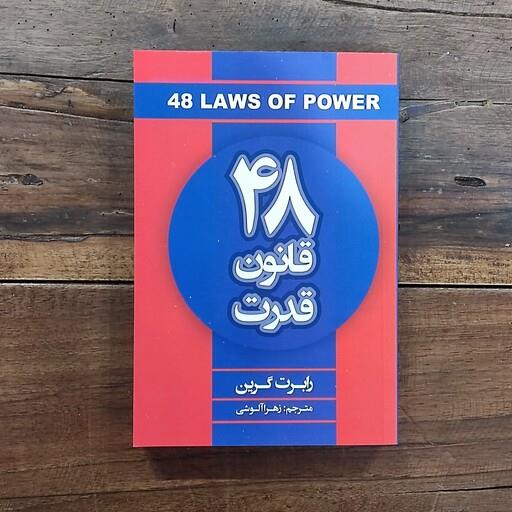 48 LAWS OF POWER
۴۸
قانون
قدرت
رابرت گرین
مترجم: زهرا آلوشی